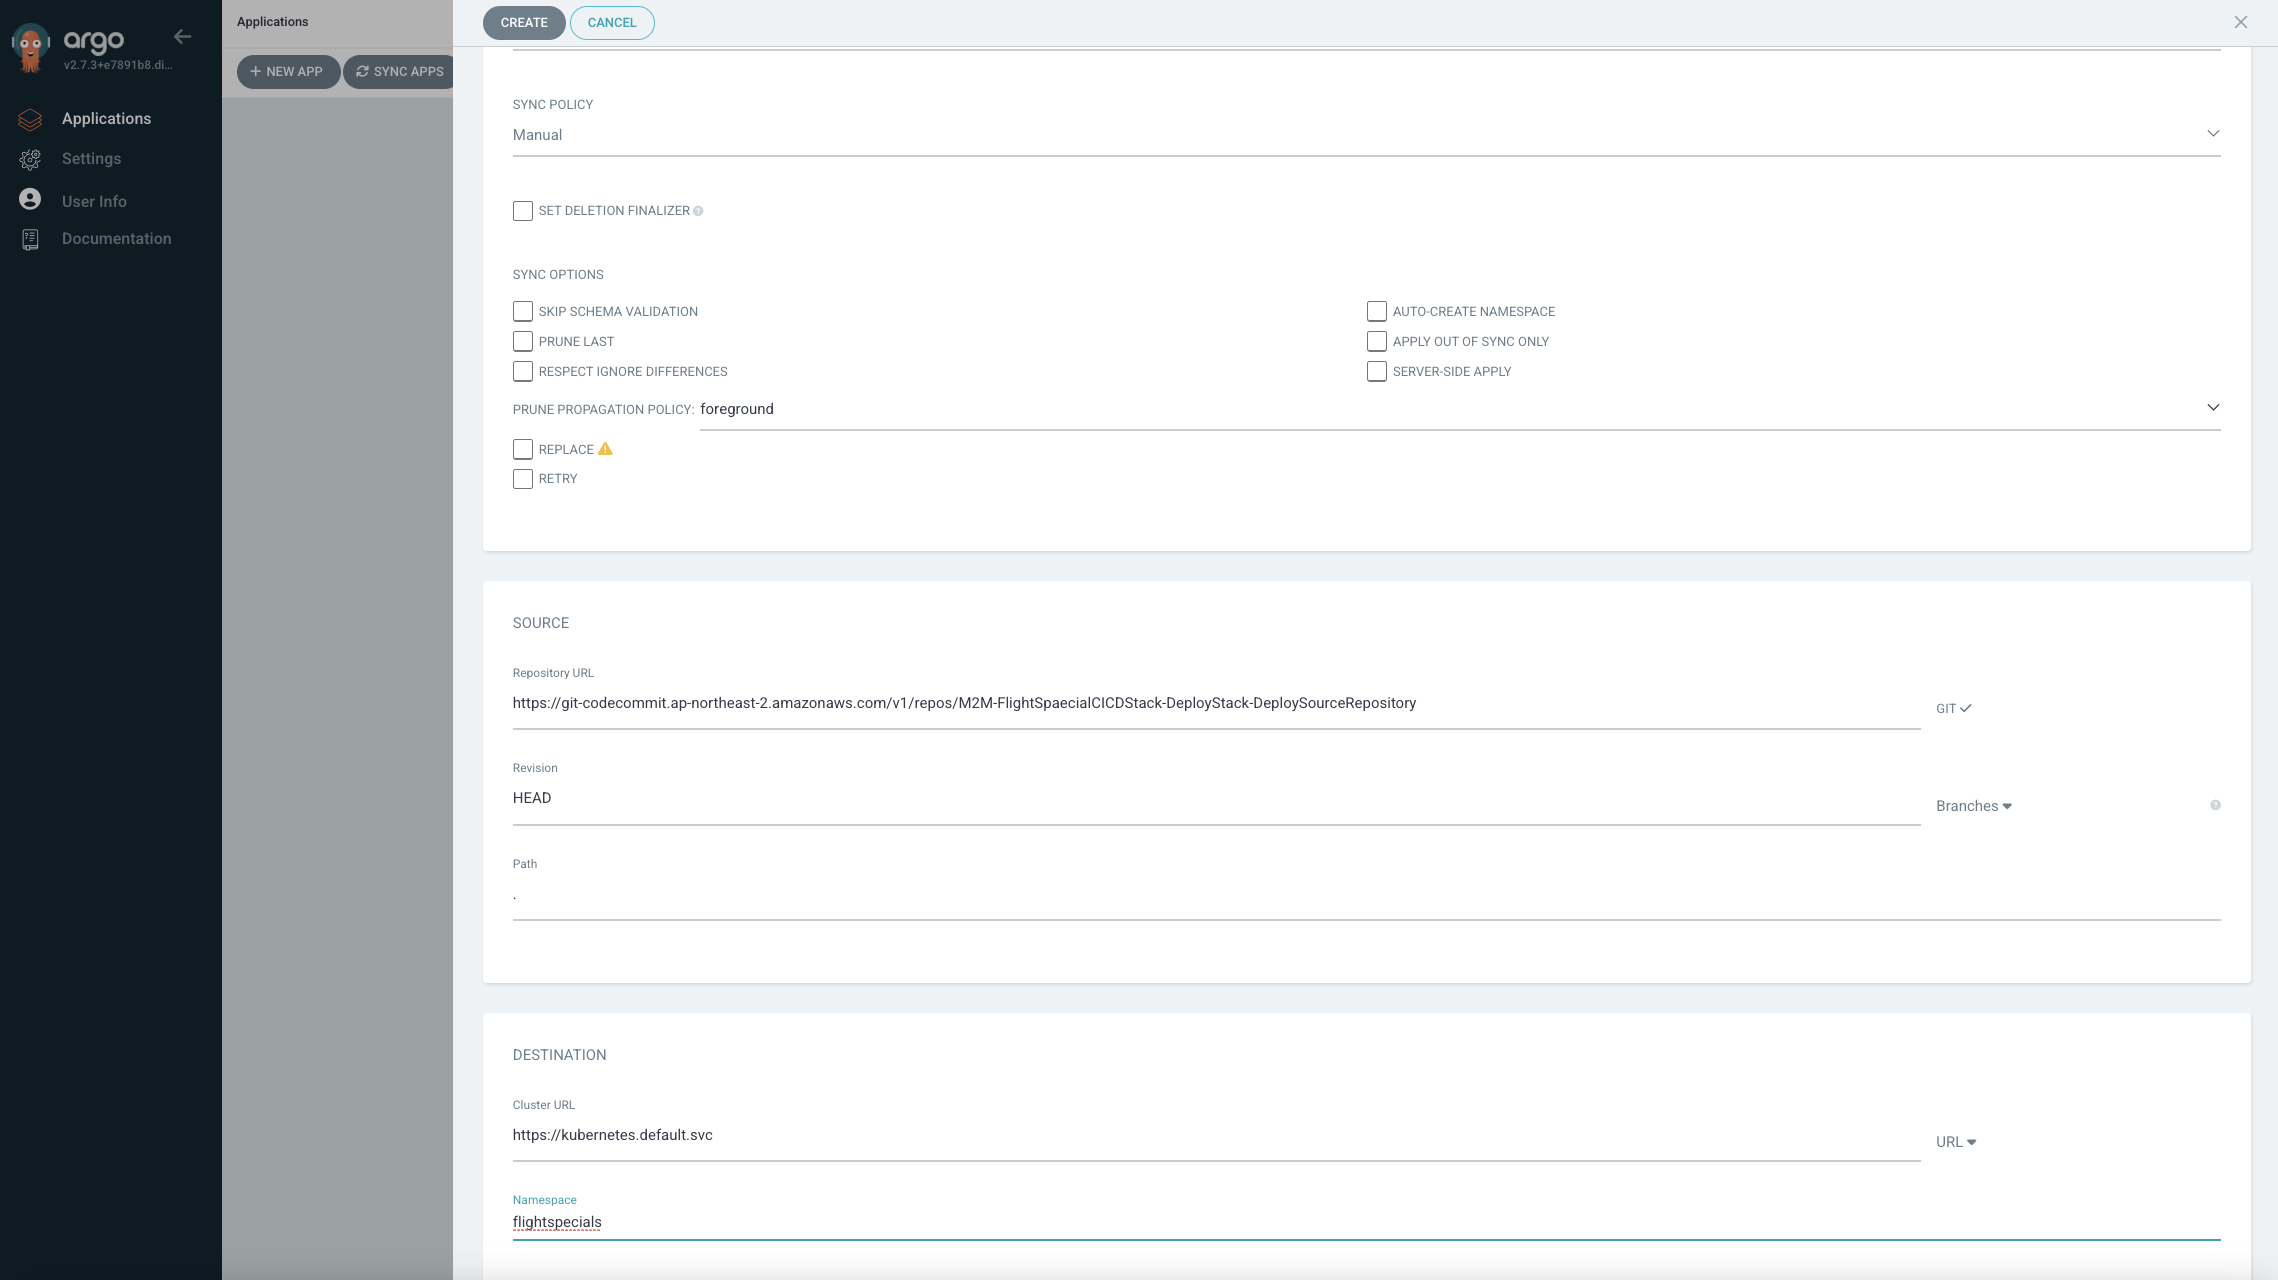 argo
v2.7.3+e7891b8.di...
Applications
Settings
User Info
Documentation
Applications
NEW APP
SYNC APPS
CREATE
CANCEL
SYNC POLICY
Manual
SET DELETION FINALIZER
SYNC OPTIONS
SKIP SCHEMA VALIDATION
AUTO-CREATE NAMESPACE
PRUNE LAST
APPLY OUT OF SYNC ONLY
RESPECT IGNORE DIFFERENCES
SERVER-SIDE APPLY
PRUNE PROPAGATION POLICY: foreground
REPLACE
RETRY
SOURCE
Repository URL
https://git-codecommit.ap-northeast-2.amazonaws.com/v1/repos/M2M-FlightSpaecialCICDStack-DeployStack-DeploySourceRepository
GIT
Revision
HEAD
Branches
Path
.
DESTINATION
Cluster URL
https://kubernetes.default.svc
URL
Namespace
flightspecials